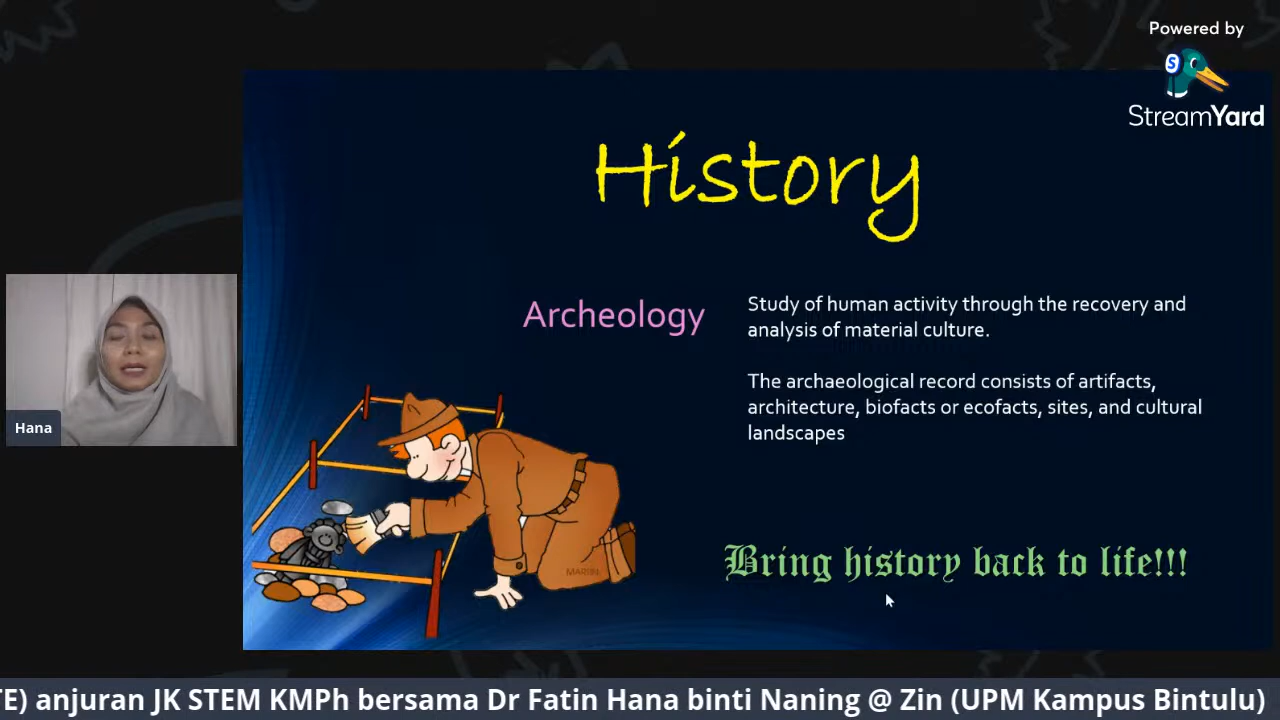 Powered by
StreamYard
History
Archeology
Study of human activity through the recovery and
analysis of material culture.
The archaeological record consists of artifacts,
architecture, biofacts or ecofacts, sites, and cultural
landscapes
MARTIN
Bring history back to life!!!
Hana
TE) anjuran JK STEM KMPh bersama Dr Fatin Hana binti Naning @ Zin (UPM Kampus Bintulu)